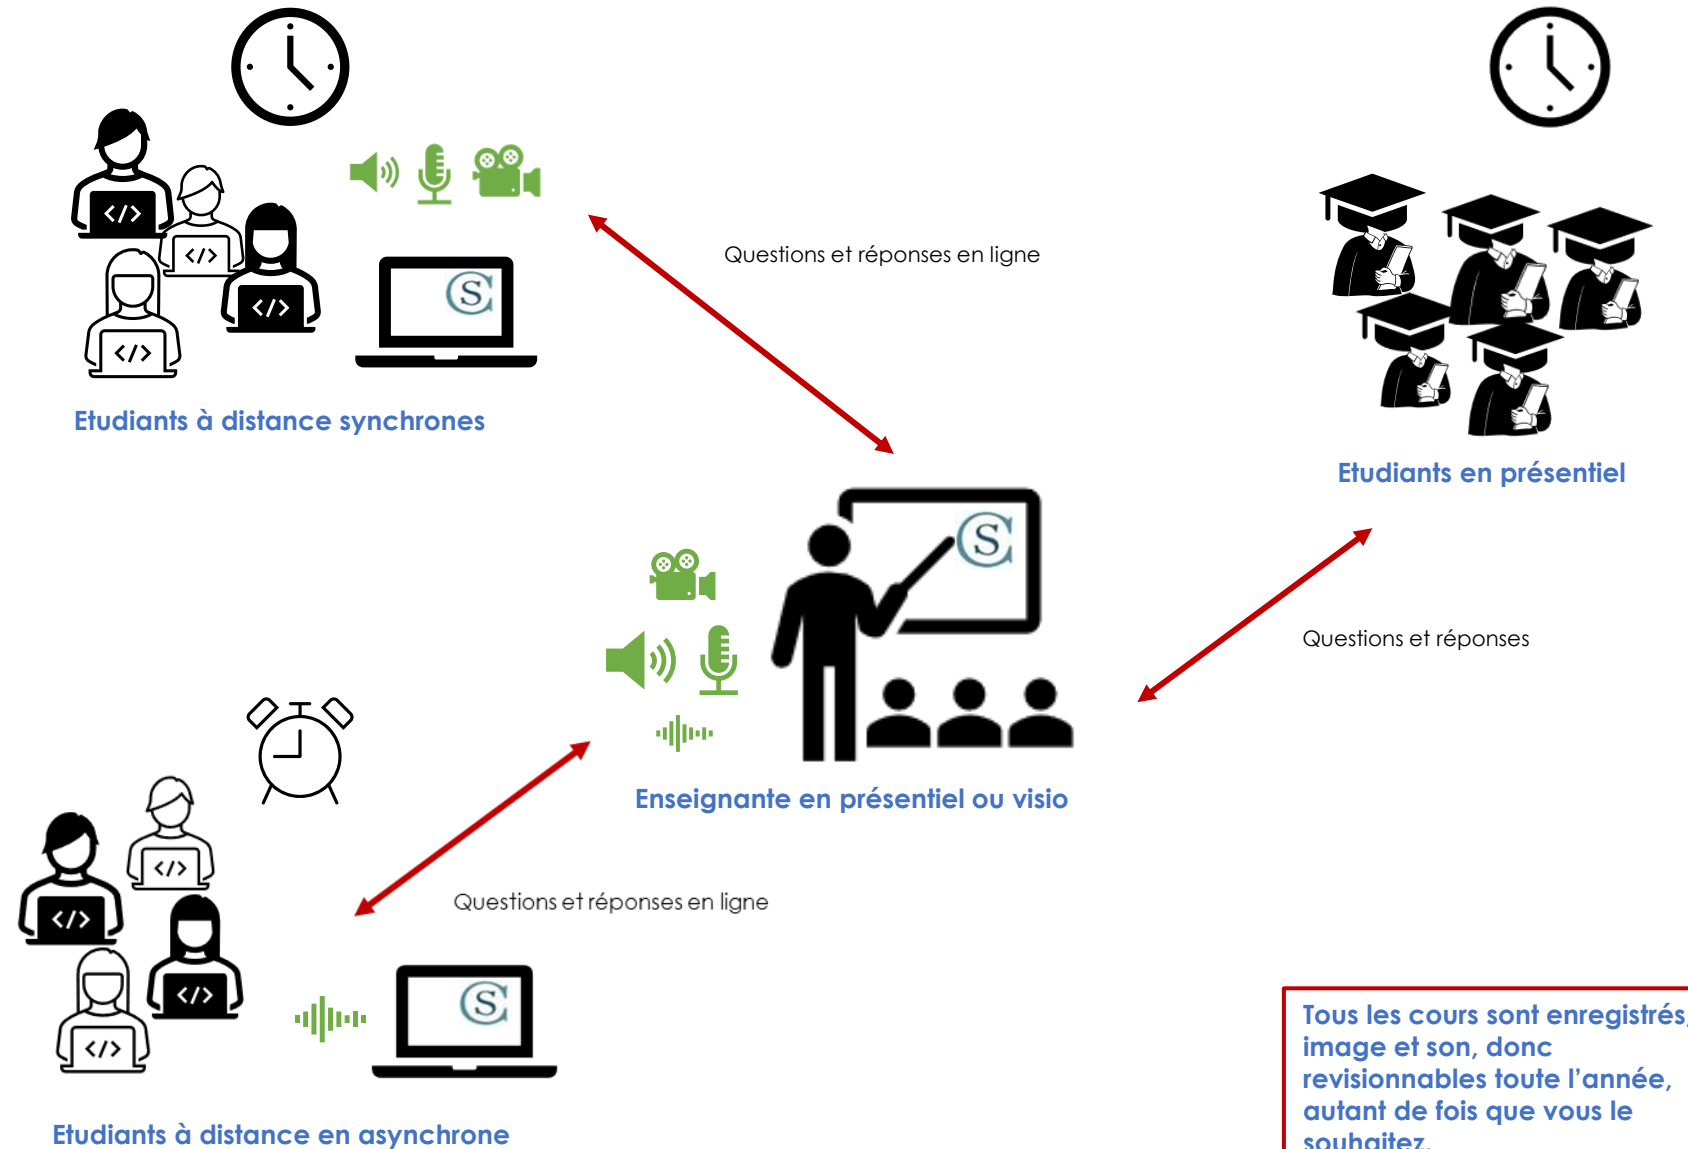 </>
</>
</>
</>
S
C
Questions et réponses en ligne
Etudiants à distance synchrones
Etudiants en présentiel
S
C
Questions et réponses
Enseignante en présentiel ou visio
</>
</>
</>
</>
Questions et réponses en ligne
S
C
Tous les cours sont enregistrés,
image et son, donc
revisionnables toute l’année,
autant de fois que vous le
souhaitez.
Etudiants à distance en asynchrone